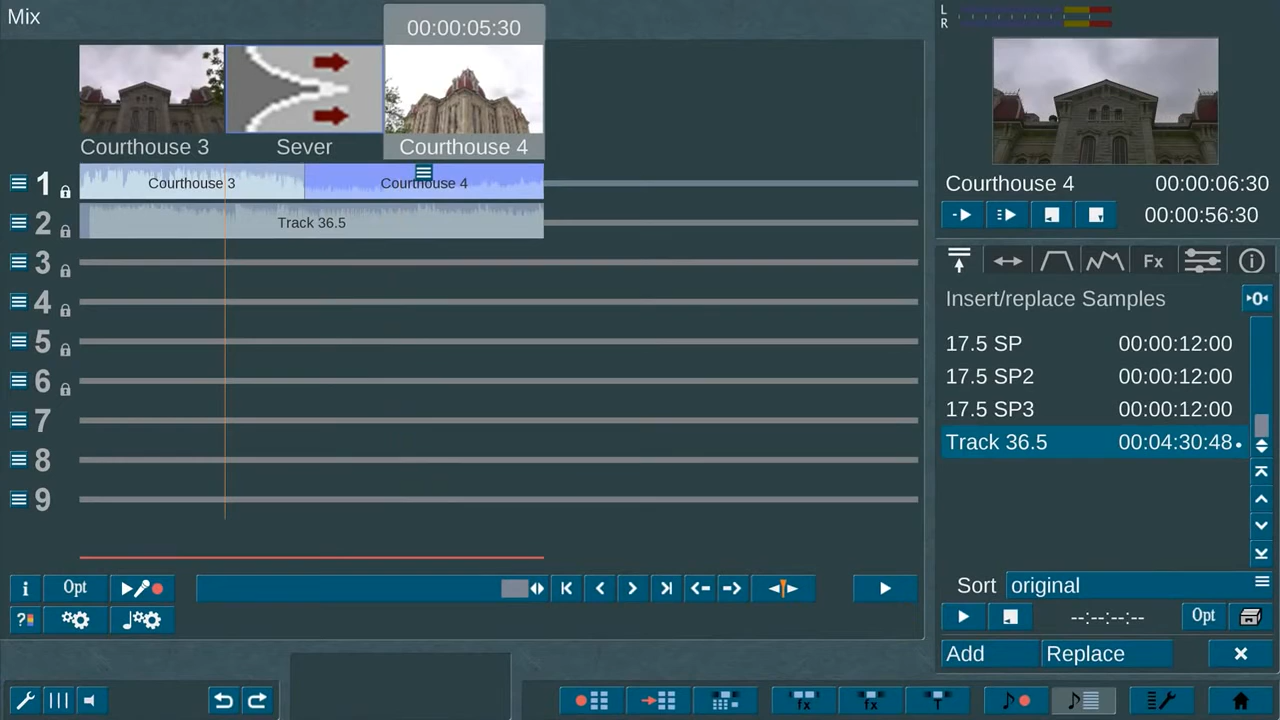 Mix
00:00:05:30
Courthouse 3
Sever
Courthouse 4
1
Courthouse 3
Courthouse 4
2
Track 36.5
3
4
5
6
7
8
9
i
Opt
?
L
R
Courthouse 4
00:00:06:30
00:00:56:30
Fx
i
Insert/replace Samples
0
17.5 SP
00:00:12:00
17.5 SP2
00:00:12:00
17.5 SP3
00:00:12:00
Track 36.5
00:04:30:48
Sort
original
--:--:--:--
Opt
Add
Replace
fx
fx
T